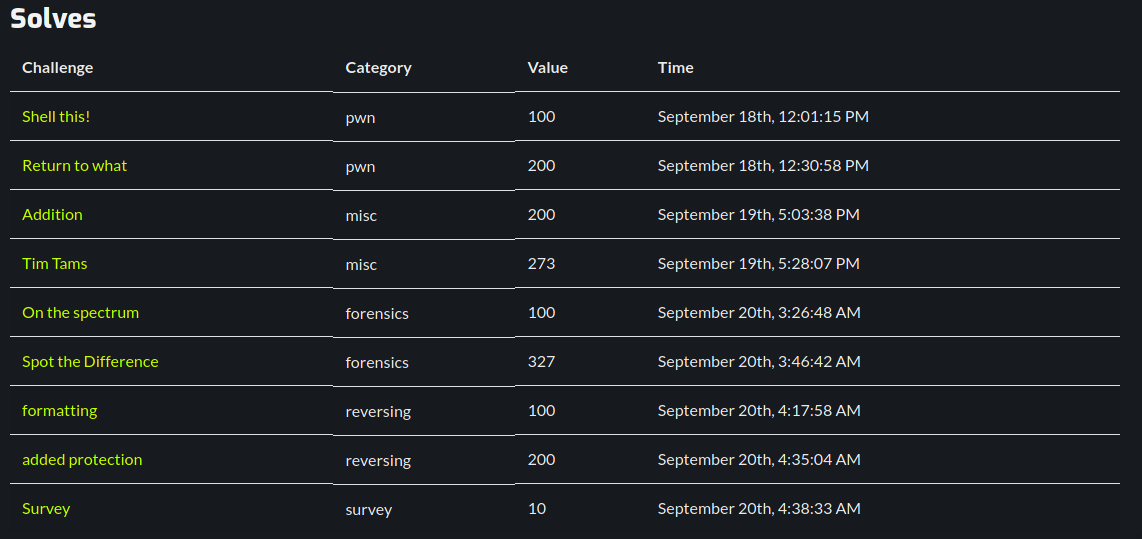 Solves
Challenge Category Value Time
Shell this! pwn 100 September 18th, 12:01:15 PM
Return to what pwn 200 September 18th, 12:30:58 PM
Addition misc 200 September 19th, 5:03:38 PM
Tim Tams misc 273 September 19th, 5:28:07 PM
On the spectrum forensics 100 September 20th, 3:26:48 AM
Spot the Difference forensics 327 September 20th, 3:46:42 AM
formatting reversing 100 September 20th, 4:17:58 AM
added protection reversing 200 September 20th, 4:35:04 AM
Survey survey 10 September 20th, 4:38:33 AM